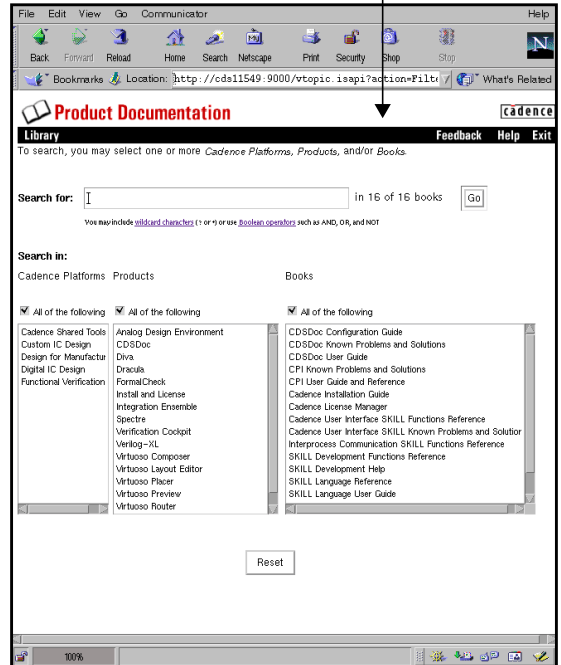 File Edit View Go Communicator Help
Back Forward Reload Home Search Netscape Print Security Shop Stop
N
Bookmarks Location: http://cds11549:9000/vtopic.isapi?action=Filte What's Related
Product Documentation
cādence
Library Feedback Help Exit
To search, you may select one or more Cadence Platforms, Products, and/or Books.
Search for: in 16 of 16 books Go
You may include wildcard characters (? or *) or use Boolean operators such as AND, OR, and NOT
Search in:
Cadence Platforms Products Books
All of the following All of the following All of the following
Cadence Shared Tools
Custom IC Design
Design for Manufactur
Digital IC Design
Functional Verification
Analog Design Environment
CDSDoc
Diva
Dracula
FormalCheck
Install and License
Integration Ensemble
Spectre
Verification Cockpit
Verilog-XL
Virtuoso Composer
Virtuoso Layout Editor
Virtuoso Placer
Virtuoso Preview
Virtuoso Router
CDSDoc Configuration Guide
CDSDoc Known Problems and Solutions
CDSDoc User Guide
CPI Known Problems and Solutions
CPI User Guide and Reference
Cadence Installation Guide
Cadence License Manager
Cadence User Interface SKILL Functions Reference
Cadence User Interface SKILL Known Problems and Solutior
Interprocess Communication SKILL Functions Reference
SKILL Development Functions Reference
SKILL Development Help
SKILL Language Reference
SKILL Language User Guide
Reset
100%